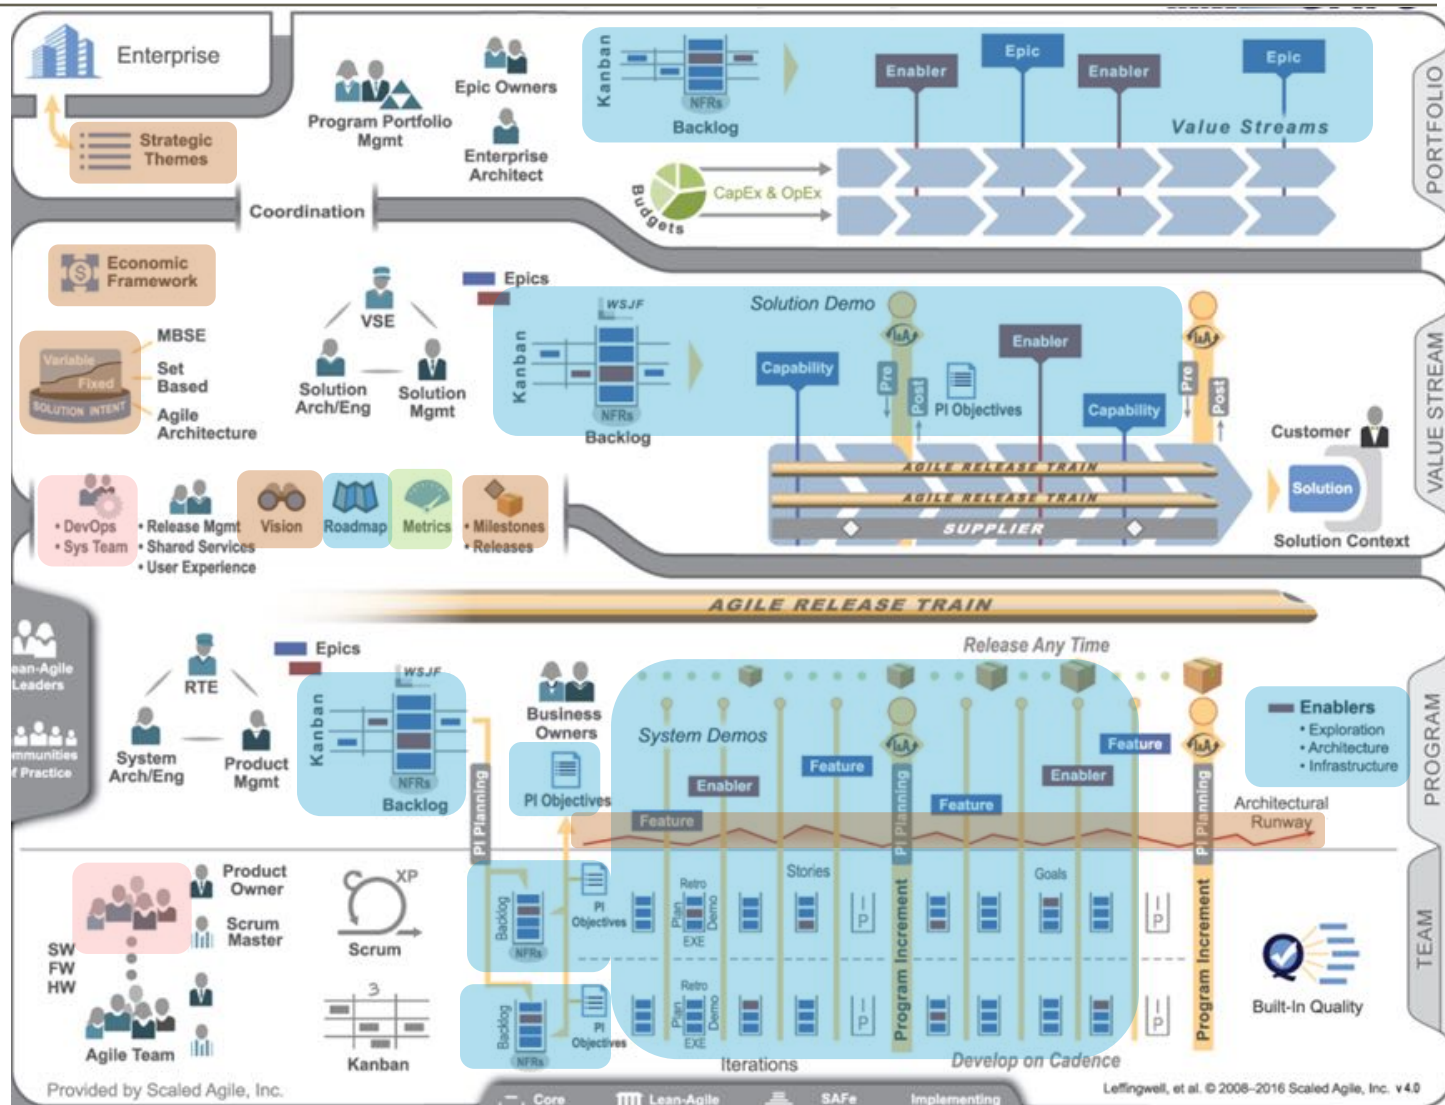 Enterprise
Strategic
Themes
Program Portfolio
Mgmt
Epic Owners
Enterprise
Architect
Kanban
NFRs
Backlog
Enabler
Epic
Enabler
Epic
Value Streams
Budgets
CapEx & OpEx
PORTFOLIO
Coordination
Economic
Framework
Variable
Fixed
SOLUTION INTENT
MBSE
Set
Based
Agile
Architecture
VSE
Solution
Arch/Eng
Solution
Mgmt
Epics
Kanban
WSJF
NFRs
Backlog
Solution Demo
Capability
I&A
Pre
Post
PI Objectives
Enabler
Capability
I&A
Pre
Post
AGILE RELEASE TRAIN
AGILE RELEASE TRAIN
SUPPLIER
Customer
Solution
Solution Context
VALUE STREAM
• DevOps
• Sys Team
• Release Mgmt
• Shared Services
• User Experience
Vision
Roadmap
Metrics
• Milestones
• Releases
AGILE RELEASE TRAIN
ean-Agile
Leaders
mmunities
f Practice
RTE
System
Arch/Eng
Product
Mgmt
Epics
Kanban
WSJF
NFRs
Backlog
PI Planning
Business
Owners
PI Objectives
Release Any Time
System Demos
Feature
Enabler
Feature
I&A
PI Planning
Feature
Enabler
Feature
I&A
PI Planning
Enablers
• Exploration
• Architecture
• Infrastructure
Architectural
Runway
PROGRAM
Product
Owner
Scrum
Master
SW
FW
HW
Agile Team
XP
Scrum
3
Kanban
Backlog
NFRs
PI
Objectives
Backlog
NFRs
PI
Objectives
Retro
Plan
Demo
EXE
Stories
I P
Goals
I P
Retro
Plan
Demo
EXE
I P
I P
Program Increment
Program Increment
Iterations
Develop on Cadence
Built-In Quality
TEAM
Provided by Scaled Agile, Inc.
Leffingwell, et al. © 2008–2016 Scaled Agile, Inc. v 4.0
Core
Lean-Agile
SAFe
Implementing